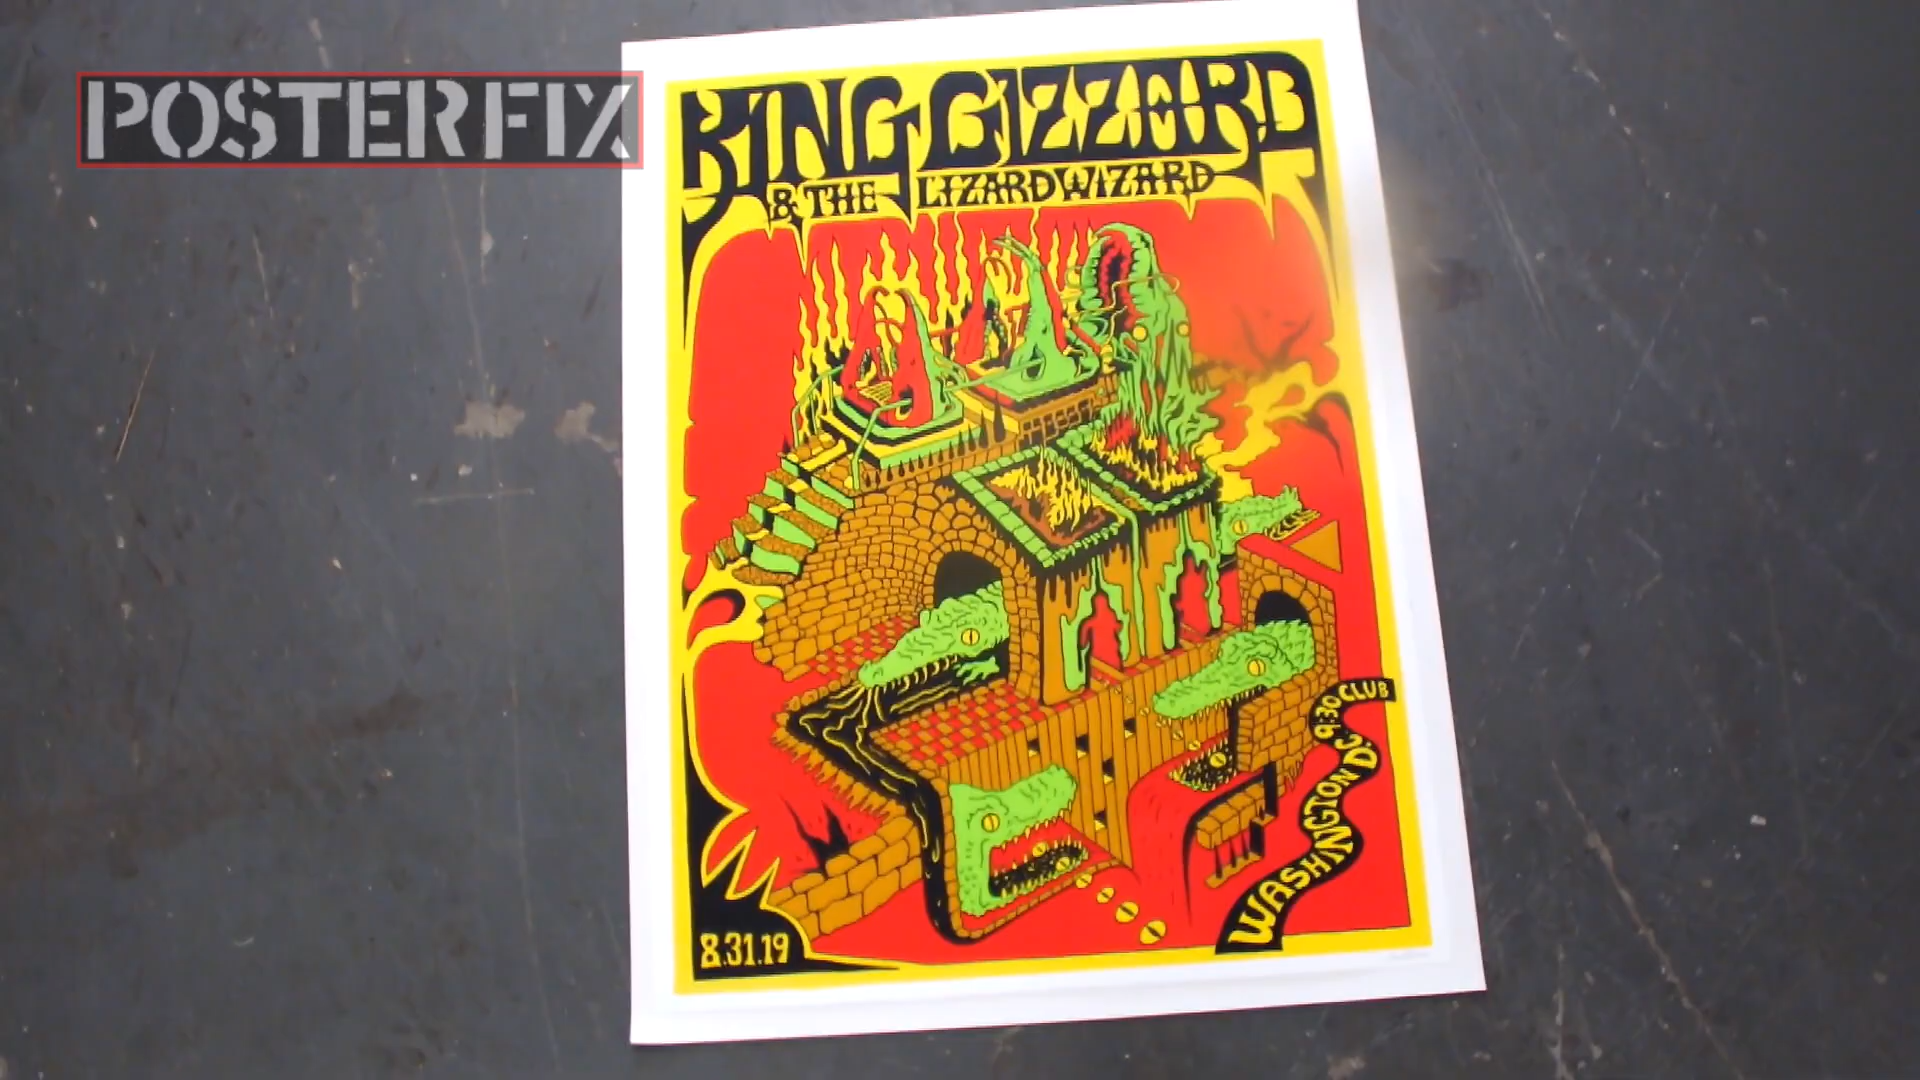 POSTERFIX
KING GIZZARD
& THE LIZARD WIZARD
9:30 CLUB
WASHINGTON DC
8.31.19